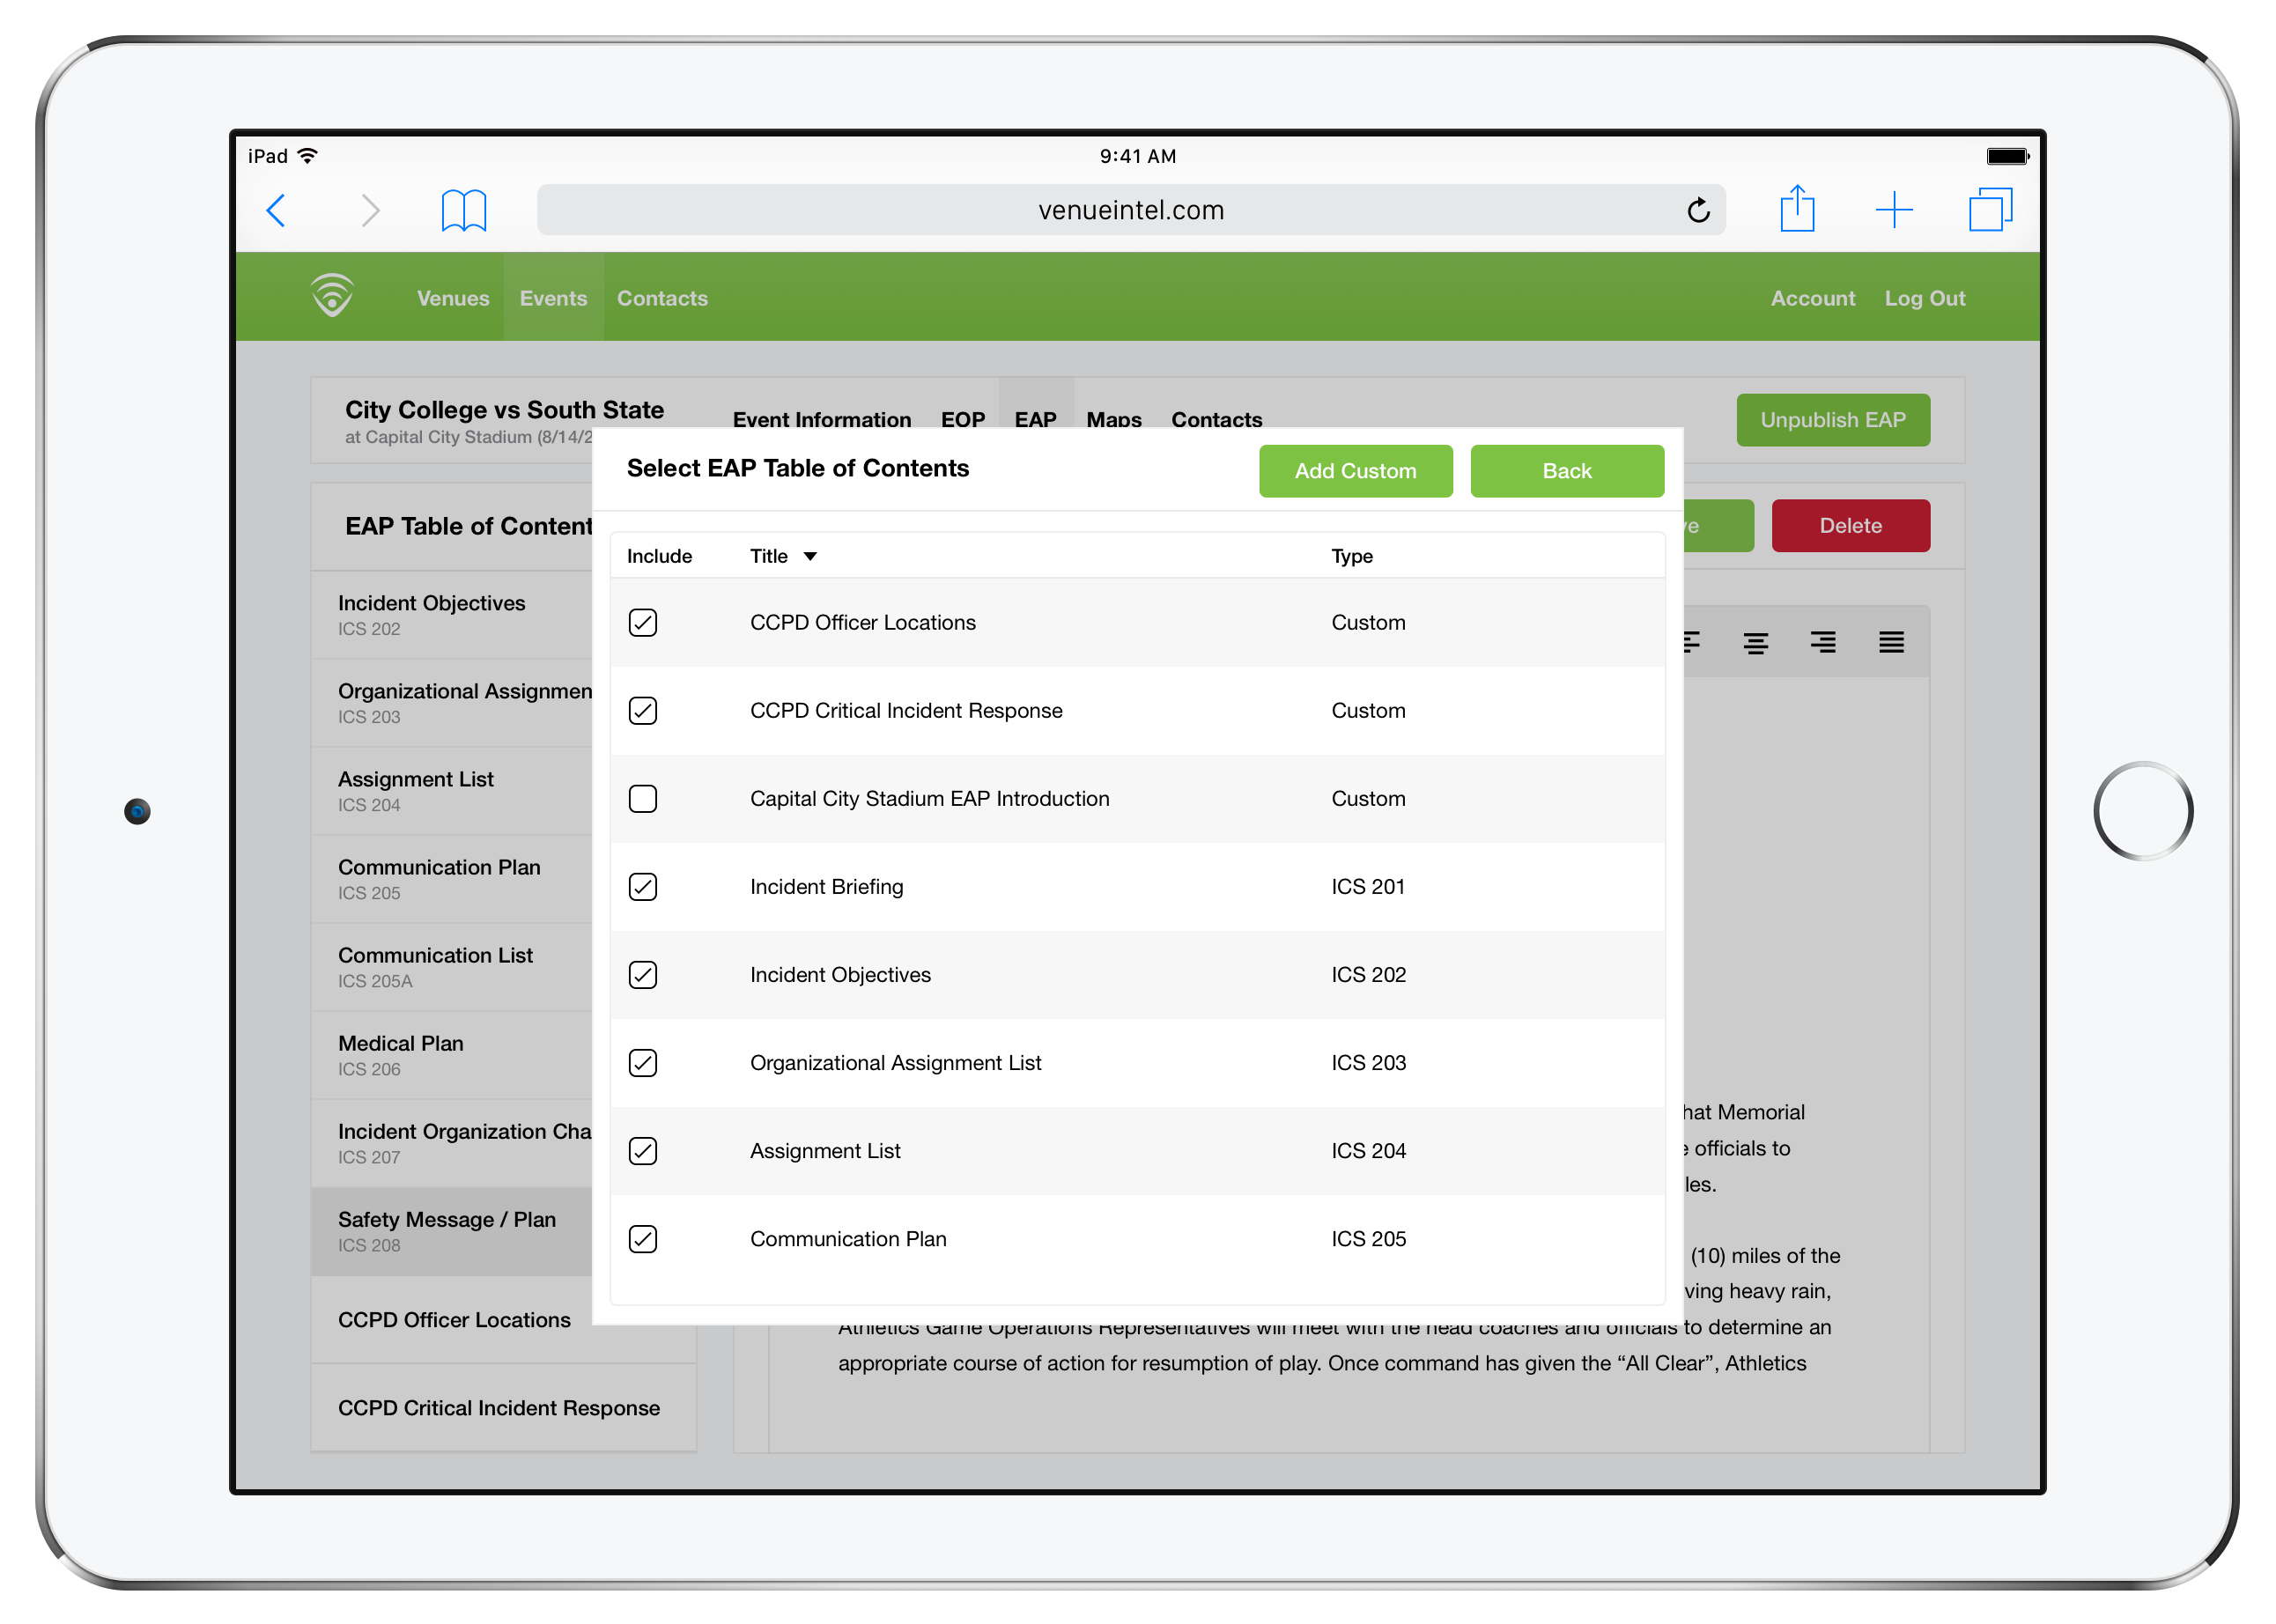 iPad
9:41 AM
venueintel.com
Venues Events Contacts Account Log Out
City College vs South State
at Capital City Stadium (8/14/2
Event Information EOP EAP Maps Contacts
Unpublish EAP
Select EAP Table of Contents
Add Custom
Back
EAP Table of Content
Delete
Include Title Type
CCPD Officer Locations Custom
CCPD Critical Incident Response Custom
Capital City Stadium EAP Introduction Custom
Incident Briefing ICS 201
Incident Objectives ICS 202
Organizational Assignment List ICS 203
Assignment List ICS 204
Communication Plan ICS 205
Incident Objectives
ICS 202
Organizational Assignmen
ICS 203
Assignment List
ICS 204
Communication Plan
ICS 205
Communication List
ICS 205A
Medical Plan
ICS 206
Incident Organization Cha
ICS 207
Safety Message / Plan
ICS 208
CCPD Officer Locations
CCPD Critical Incident Response
hat Memorial
e officials to
les.
(10) miles of the
ving heavy rain,
Athletics Game Operations Representatives will meet with the head coaches and officials to determine an
appropriate course of action for resumption of play. Once command has given the “All Clear”, Athletics